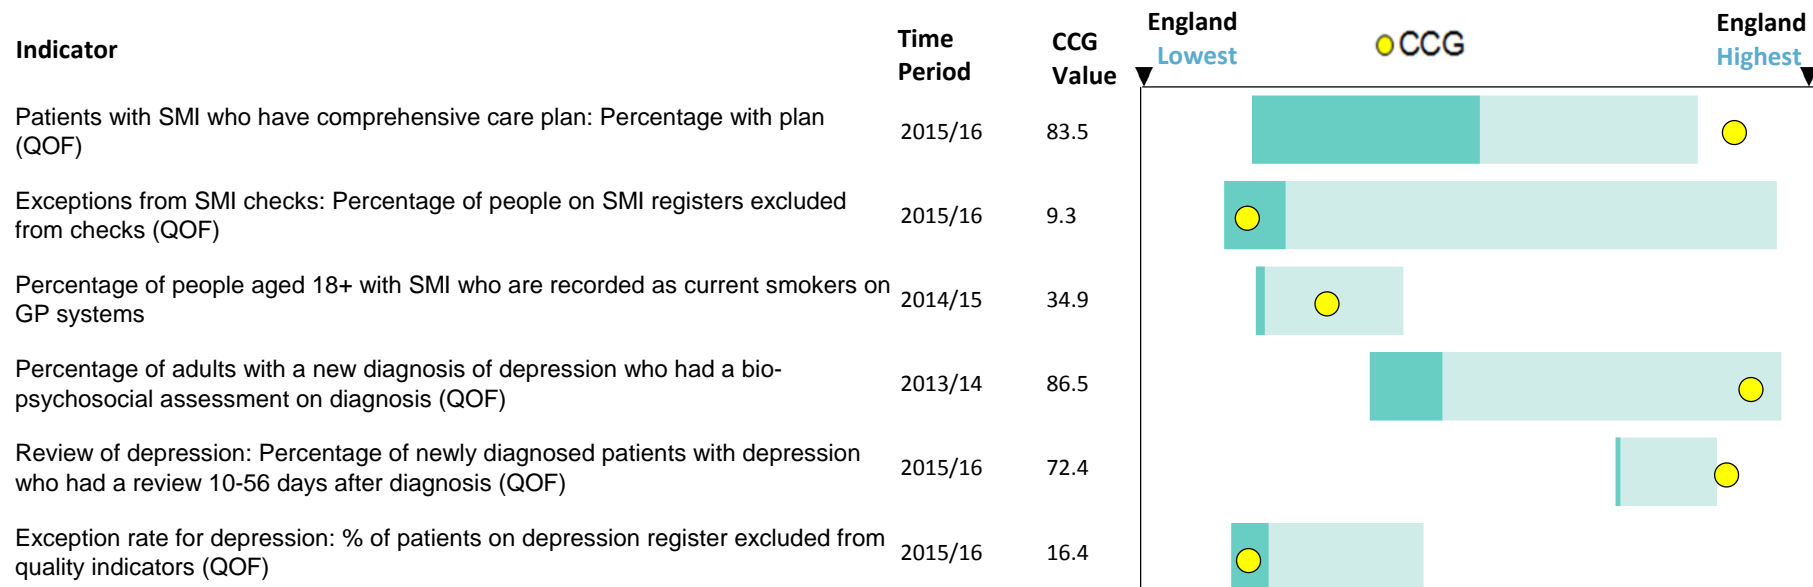 Indicator
Time
Period
CCG
Value
England
Lowest
CCG
England
Highest
Patients with SMI who have comprehensive care plan: Percentage with plan
(QOF)
2015/16
83.5
Exceptions from SMI checks: Percentage of people on SMI registers excluded
from checks (QOF)
2015/16
9.3
Percentage of people aged 18+ with SMI who are recorded as current smokers on
GP systems
2014/15
34.9
Percentage of adults with a new diagnosis of depression who had a bio-
psychosocial assessment on diagnosis (QOF)
2013/14
86.5
Review of depression: Percentage of newly diagnosed patients with depression
who had a review 10-56 days after diagnosis (QOF)
2015/16
72.4
Exception rate for depression: % of patients on depression register excluded from
quality indicators (QOF)
2015/16
16.4